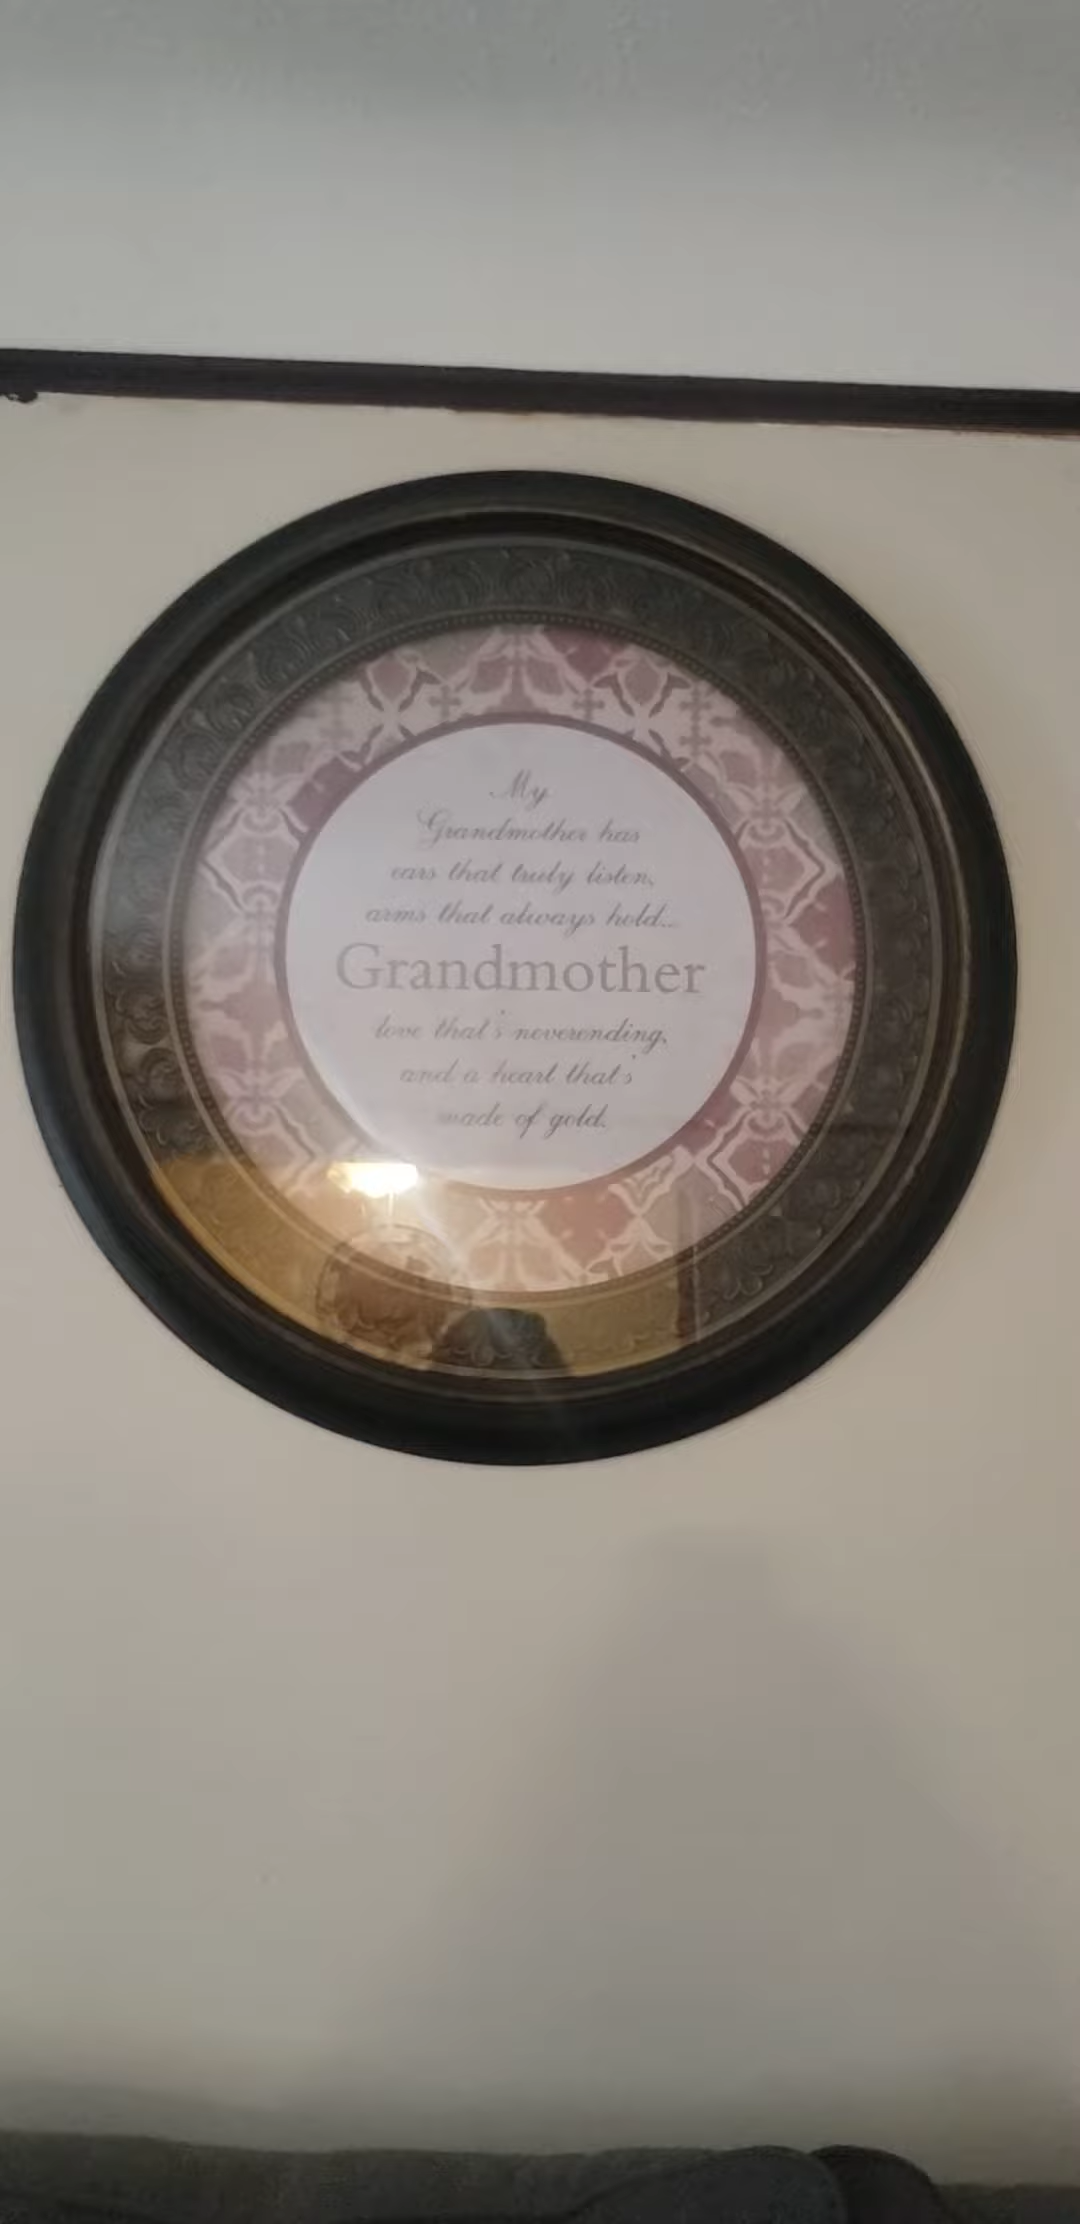 My
Grandmother has
ears that truly listen,
arms that always hold...
Grandmother
love that's neverending,
and a heart that's
made of gold.